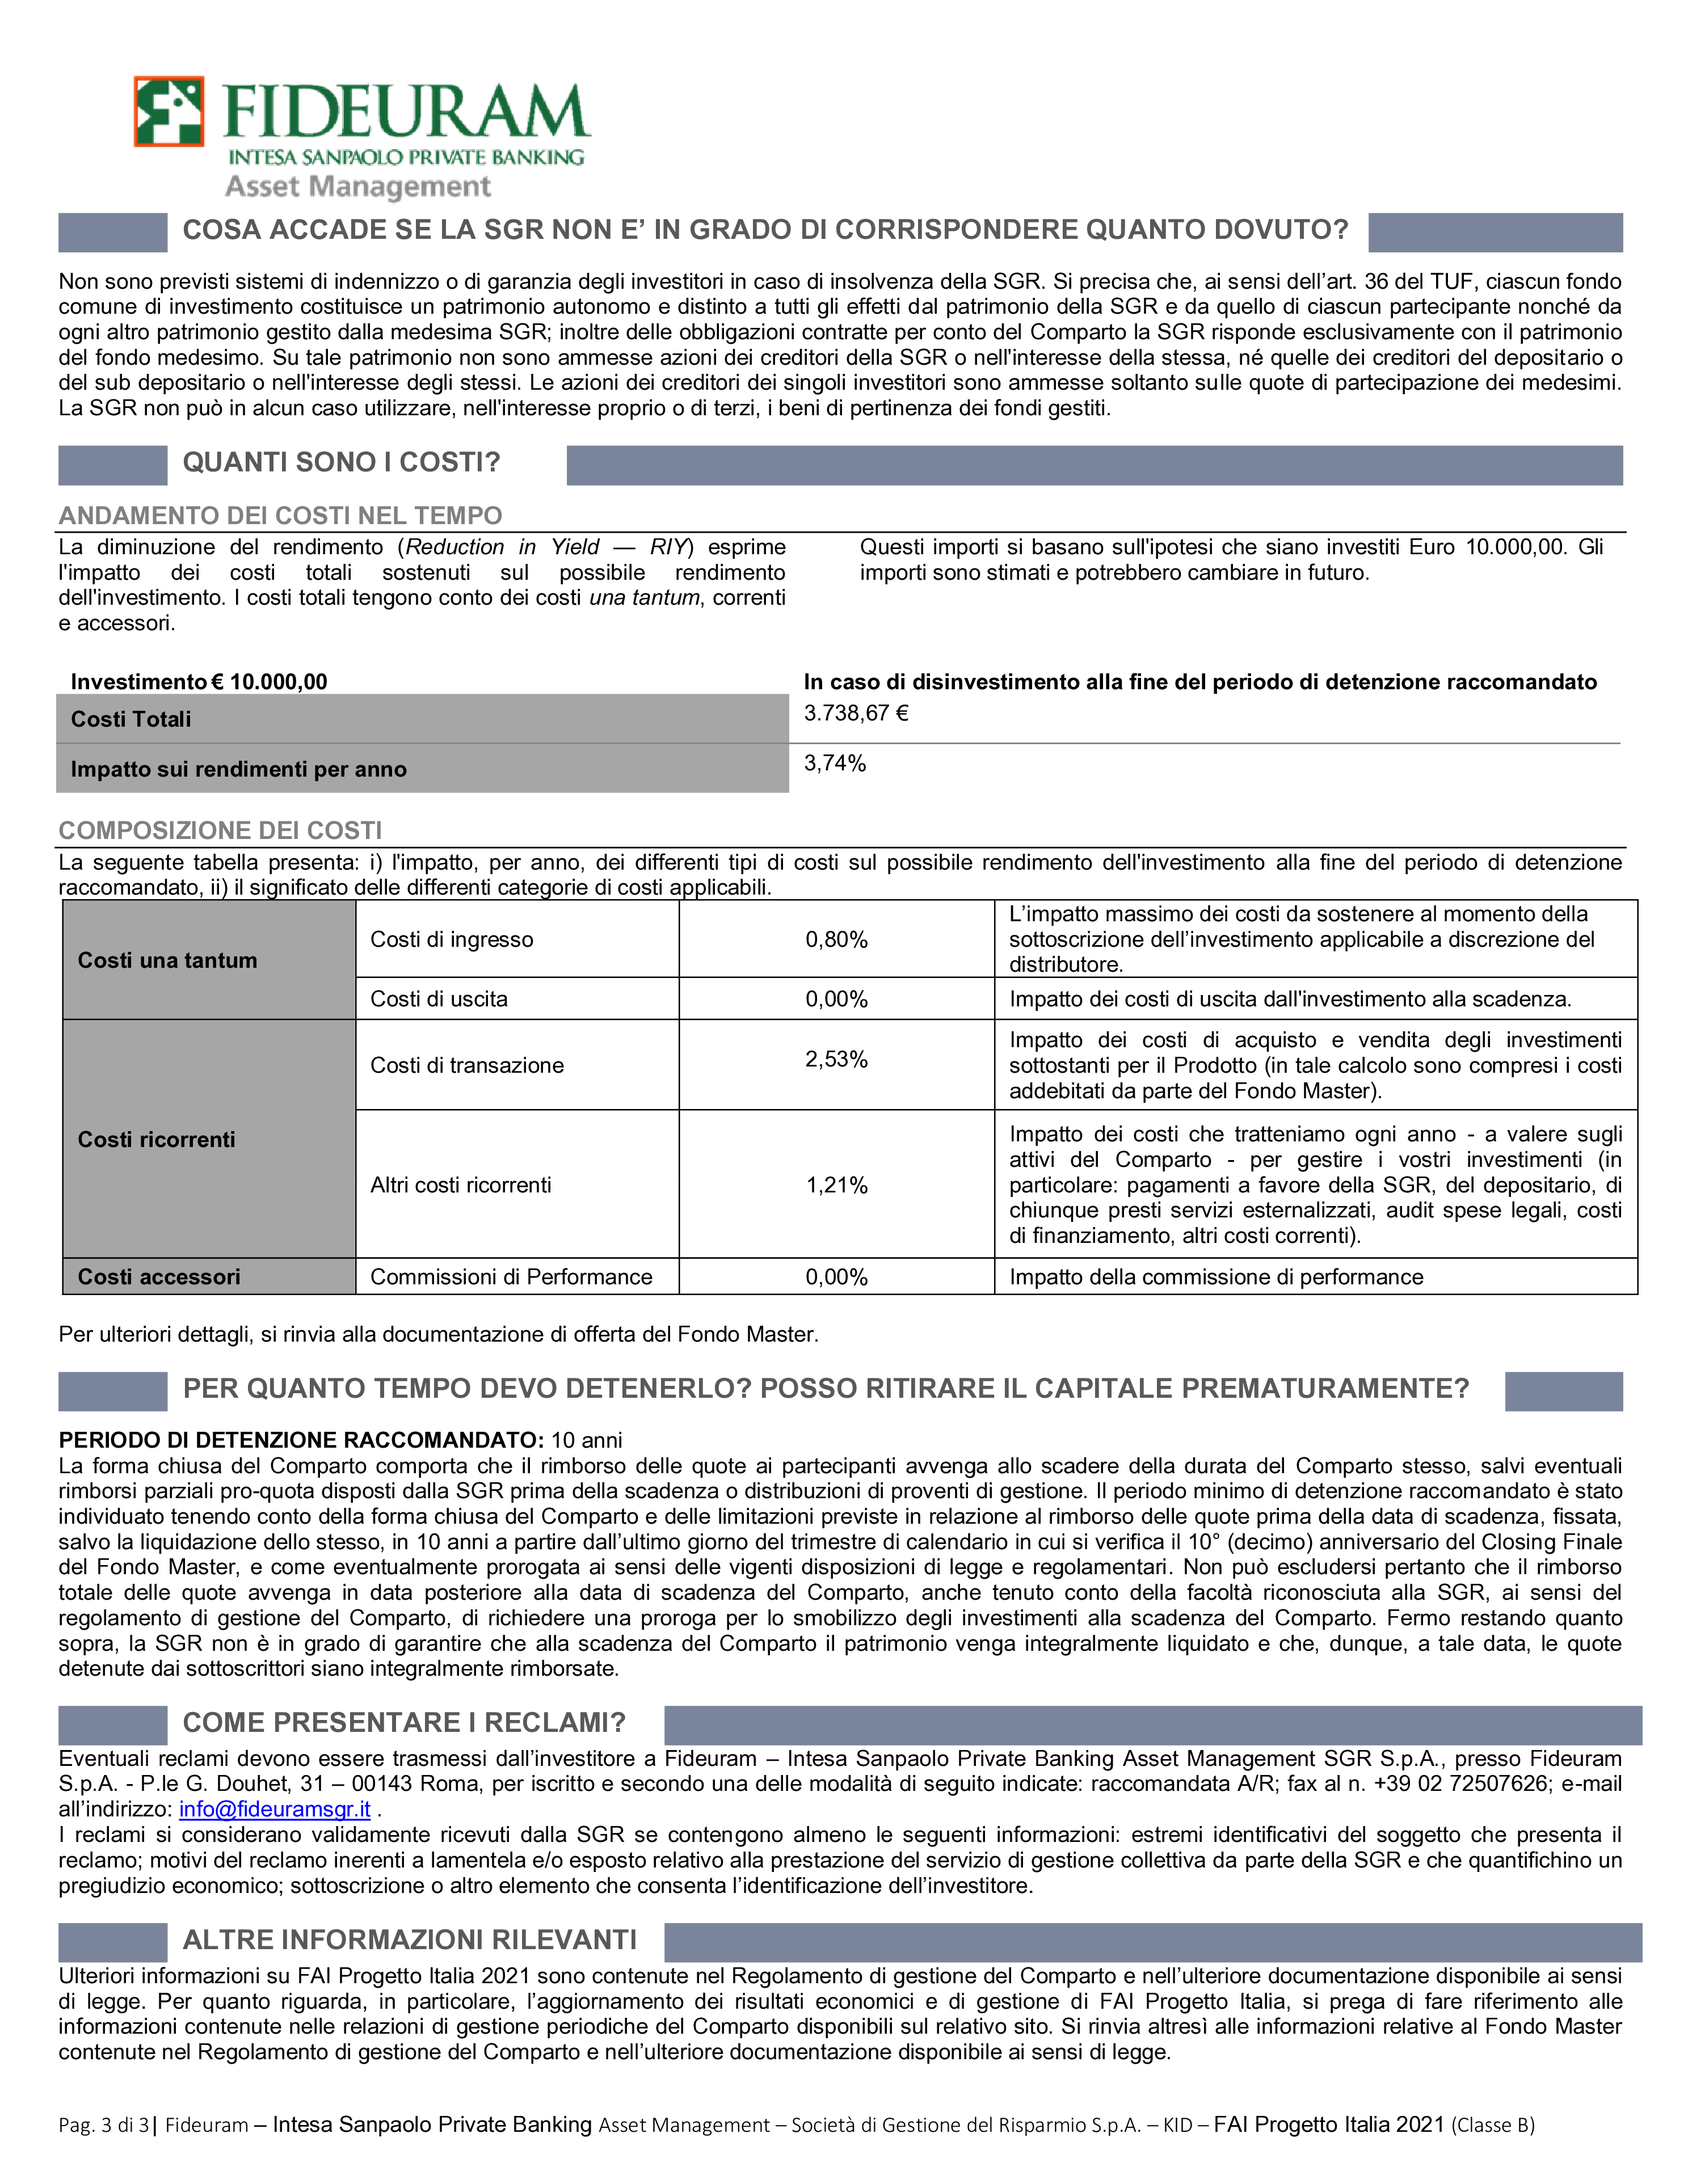 FIDEURAM
INTESA SANPAOLO PRIVATE BANKING
Asset Management
COSA ACCADE SE LA SGR NON E’ IN GRADO DI CORRISPONDERE QUANTO DOVUTO?
Non sono previsti sistemi di indennizzo o di garanzia degli investitori in caso di insolvenza della SGR. Si precisa che, ai sensi dell’art. 36 del TUF, ciascun fondo
comune di investimento costituisce un patrimonio autonomo e distinto a tutti gli effetti dal patrimonio della SGR e da quello di ciascun partecipante nonché da
ogni altro patrimonio gestito dalla medesima SGR; inoltre delle obbligazioni contratte per conto del Comparto la SGR risponde esclusivamente con il patrimonio
del fondo medesimo. Su tale patrimonio non sono ammesse azioni dei creditori della SGR o nell'interesse della stessa, né quelle dei creditori del depositario o
del sub depositario o nell'interesse degli stessi. Le azioni dei creditori dei singoli investitori sono ammesse soltanto sulle quote di partecipazione dei medesimi.
La SGR non può in alcun caso utilizzare, nell'interesse proprio o di terzi, i beni di pertinenza dei fondi gestiti.
QUANTI SONO I COSTI?
ANDAMENTO DEI COSTI NEL TEMPO
La diminuzione del rendimento (Reduction in Yield — RIY) esprime
l'impatto dei costi totali sostenuti sul possibile rendimento
dell'investimento. I costi totali tengono conto dei costi una tantum, correnti
e accessori.
Questi importi si basano sull'ipotesi che siano investiti Euro 10.000,00. Gli
importi sono stimati e potrebbero cambiare in futuro.
Investimento € 10.000,00
In caso di disinvestimento alla fine del periodo di detenzione raccomandato
Costi Totali
3.738,67 €
Impatto sui rendimenti per anno
3,74%
COMPOSIZIONE DEI COSTI
La seguente tabella presenta: i) l'impatto, per anno, dei differenti tipi di costi sul possibile rendimento dell'investimento alla fine del periodo di detenzione
raccomandato, ii) il significato delle differenti categorie di costi applicabili.
Costi una tantum
Costi di ingresso
0,80%
L’impatto massimo dei costi da sostenere al momento della
sottoscrizione dell’investimento applicabile a discrezione del
distributore.
Costi di uscita
0,00%
Impatto dei costi di uscita dall'investimento alla scadenza.
Costi ricorrenti
Costi di transazione
2,53%
Impatto dei costi di acquisto e vendita degli investimenti
sottostanti per il Prodotto (in tale calcolo sono compresi i costi
addebitati da parte del Fondo Master).
Altri costi ricorrenti
1,21%
Impatto dei costi che tratteniamo ogni anno - a valere sugli
attivi del Comparto - per gestire i vostri investimenti (in
particolare: pagamenti a favore della SGR, del depositario, di
chiunque presti servizi esternalizzati, audit spese legali, costi
di finanziamento, altri costi correnti).
Costi accessori
Commissioni di Performance
0,00%
Impatto della commissione di performance
Per ulteriori dettagli, si rinvia alla documentazione di offerta del Fondo Master.
PER QUANTO TEMPO DEVO DETENERLO? POSSO RITIRARE IL CAPITALE PREMATURAMENTE?
PERIODO DI DETENZIONE RACCOMANDATO: 10 anni
La forma chiusa del Comparto comporta che il rimborso delle quote ai partecipanti avvenga allo scadere della durata del Comparto stesso, salvi eventuali
rimborsi parziali pro-quota disposti dalla SGR prima della scadenza o distribuzioni di proventi di gestione. Il periodo minimo di detenzione raccomandato è stato
individuato tenendo conto della forma chiusa del Comparto e delle limitazioni previste in relazione al rimborso delle quote prima della data di scadenza, fissata,
salvo la liquidazione dello stesso, in 10 anni a partire dall’ultimo giorno del trimestre di calendario in cui si verifica il 10° (decimo) anniversario del Closing Finale
del Fondo Master, e come eventualmente prorogata ai sensi delle vigenti disposizioni di legge e regolamentari. Non può escludersi pertanto che il rimborso
totale delle quote avvenga in data posteriore alla data di scadenza del Comparto, anche tenuto conto della facoltà riconosciuta alla SGR, ai sensi del
regolamento di gestione del Comparto, di richiedere una proroga per lo smobilizzo degli investimenti alla scadenza del Comparto. Fermo restando quanto
sopra, la SGR non è in grado di garantire che alla scadenza del Comparto il patrimonio venga integralmente liquidato e che, dunque, a tale data, le quote
detenute dai sottoscrittori siano integralmente rimborsate.
COME PRESENTARE I RECLAMI?
Eventuali reclami devono essere trasmessi dall’investitore a Fideuram – Intesa Sanpaolo Private Banking Asset Management SGR S.p.A., presso Fideuram
S.p.A. - P.le G. Douhet, 31 – 00143 Roma, per iscritto e secondo una delle modalità di seguito indicate: raccomandata A/R; fax al n. +39 02 72507626; e-mail
all’indirizzo: info@fideuramsgr.it .
I reclami si considerano validamente ricevuti dalla SGR se contengono almeno le seguenti informazioni: estremi identificativi del soggetto che presenta il
reclamo; motivi del reclamo inerenti a lamentela e/o esposto relativo alla prestazione del servizio di gestione collettiva da parte della SGR e che quantifichino un
pregiudizio economico; sottoscrizione o altro elemento che consenta l’identificazione dell’investitore.
ALTRE INFORMAZIONI RILEVANTI
Ulteriori informazioni su FAI Progetto Italia 2021 sono contenute nel Regolamento di gestione del Comparto e nell’ulteriore documentazione disponibile ai sensi
di legge. Per quanto riguarda, in particolare, l’aggiornamento dei risultati economici e di gestione di FAI Progetto Italia, si prega di fare riferimento alle
informazioni contenute nelle relazioni di gestione periodiche del Comparto disponibili sul relativo sito. Si rinvia altresì alle informazioni relative al Fondo Master
contenute nel Regolamento di gestione del Comparto e nell’ulteriore documentazione disponibile ai sensi di legge.
Pag. 3 di 3| Fideuram – Intesa Sanpaolo Private Banking Asset Management – Società di Gestione del Risparmio S.p.A. – KID – FAI Progetto Italia 2021 (Classe B)